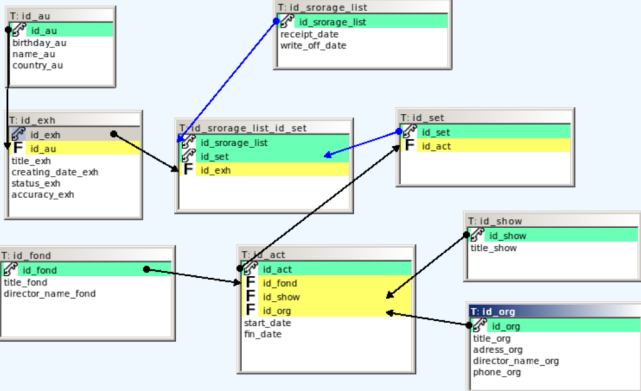 T: id_au
id_au
birthday_au
name_au
country_au
T: id_srorage_list
id_srorage_list
receipt_date
write_off_date
T: id_exh
id_exh
F id_au
title_exh
creating_date_exh
status_exh
accuracy_exh
T: id_srorage_list_id_set
id_srorage_list
id_set
F id_exh
T: id_set
id_set
F id_act
T: id_show
id_show
title_show
T: id_fond
id_fond
title_fond
director_name_fond
T: id_act
id_act
F id_fond
F id_show
F id_org
start_date
fin_date
T: id_org
id_org
title_org
adress_org
director_name_org
phone_org